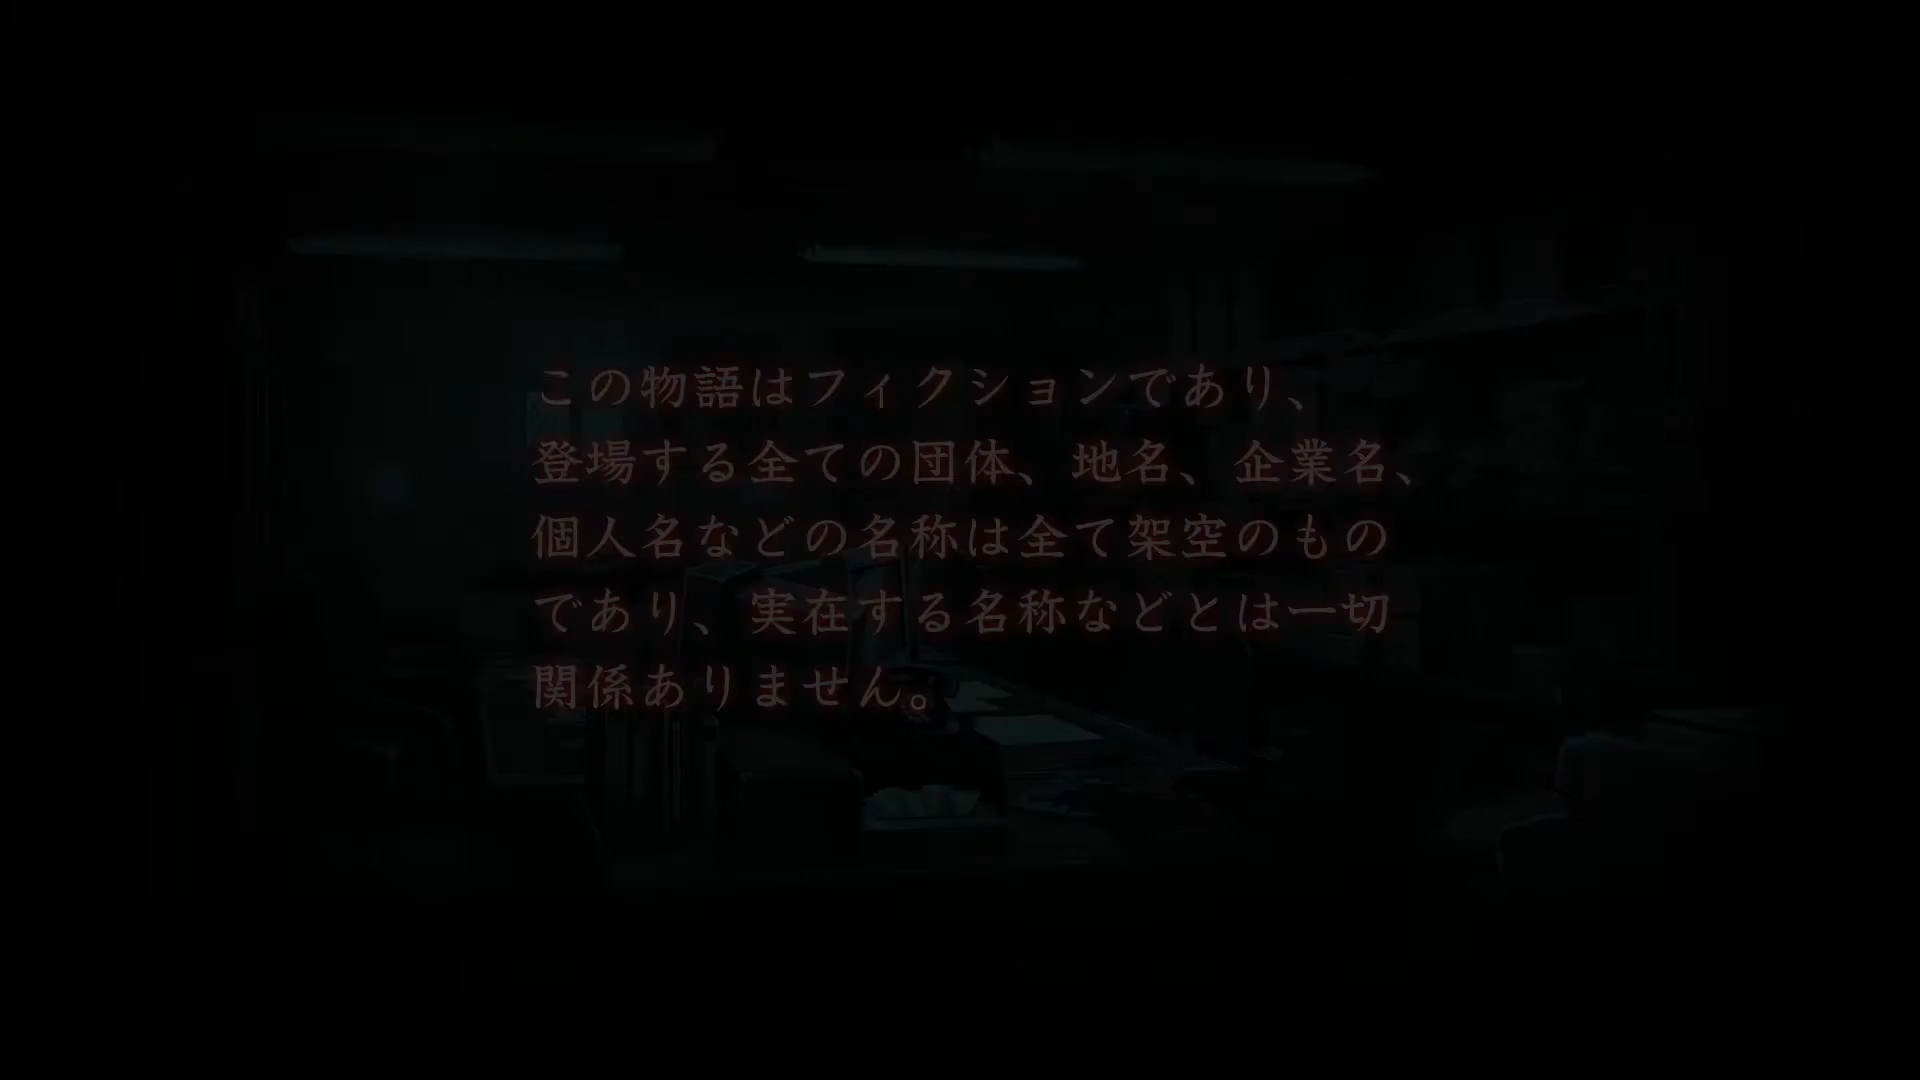 この物語はフィクションであり、
登場する全ての団体、地名、企業名、
個人名などの名称は全て架空のもの
であり、実在する名称などとは一切
関係ありません。